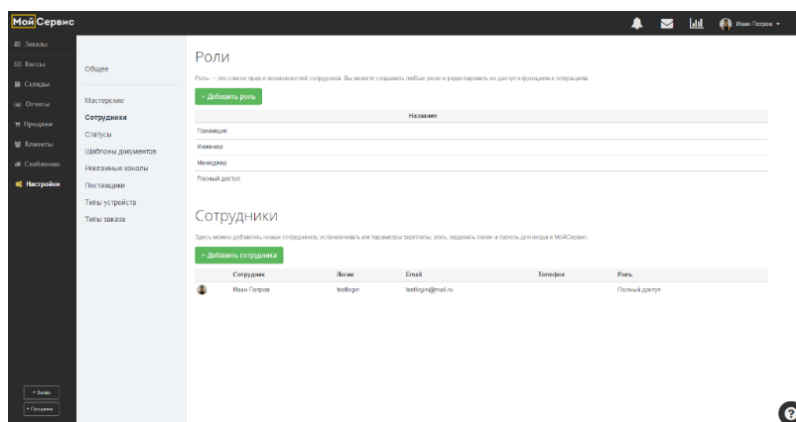 МойСервис
Иван Петров
Заказы
Кассы
Склады
Отчеты
Продажи
Клиенты
Снабжение
Настройки
+ Заказ
+ Продажа
Общее
Мастерские
Сотрудники
Статусы
Шаблоны документов
Рекламные каналы
Поставщики
Типы устройств
Типы заказа
Роли
Роль — это список прав и возможностей сотрудника. Вы можете создавать любые роли и редактировать их доступ к функциям и операциям.
+ Добавить роль
Название
Приемщик
Инженер
Менеджер
Полный доступ
Сотрудники
Здесь можно добавлять новых сотрудников, устанавливать им параметры зарплаты, роль, задавать логин и пароль для входа в МойСервис.
+ Добавить сотрудника
Сотрудник Логин Email Телефон Роль
Иван Петров testlogin testlogin@mail.ru Полный доступ
?